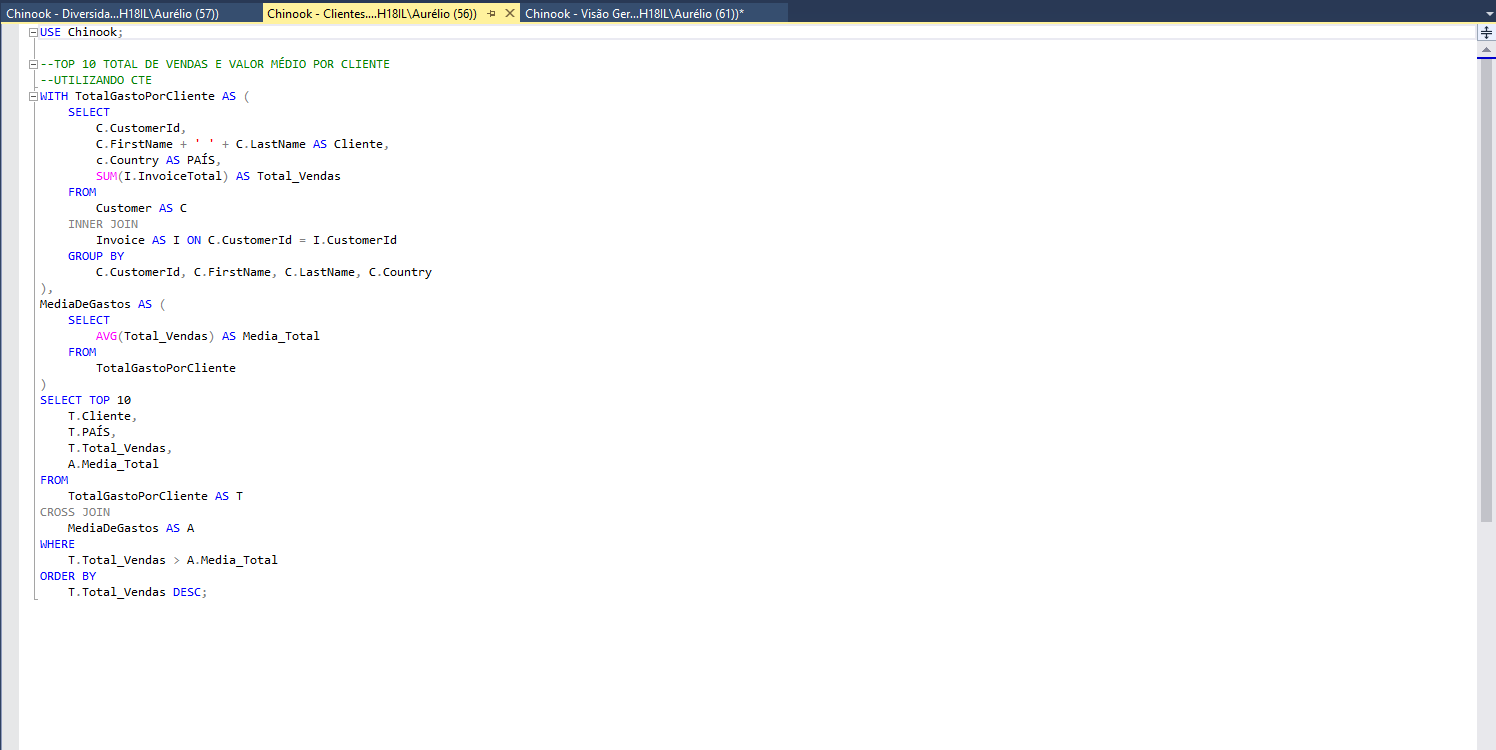 Chinook - Diversida...H18IL\Aurélio (57))
Chinook - Clientes....H18IL\Aurélio (56))
Chinook - Visão Ger...H18IL\Aurélio (61))*
USE Chinook;
--TOP 10 TOTAL DE VENDAS E VALOR MÉDIO POR CLIENTE
--UTILIZANDO CTE
WITH TotalGastoPorCliente AS (
SELECT
C.CustomerId,
C.FirstName + ' ' + C.LastName AS Cliente,
c.Country AS PAÍS,
SUM(I.InvoiceTotal) AS Total_Vendas
FROM
Customer AS C
INNER JOIN
Invoice AS I ON C.CustomerId = I.CustomerId
GROUP BY
C.CustomerId, C.FirstName, C.LastName, C.Country
),
MediaDeGastos AS (
SELECT
AVG(Total_Vendas) AS Media_Total
FROM
TotalGastoPorCliente
)
SELECT TOP 10
T.Cliente,
T.PAÍS,
T.Total_Vendas,
A.Media_Total
FROM
TotalGastoPorCliente AS T
CROSS JOIN
MediaDeGastos AS A
WHERE
T.Total_Vendas > A.Media_Total
ORDER BY
T.Total_Vendas DESC;